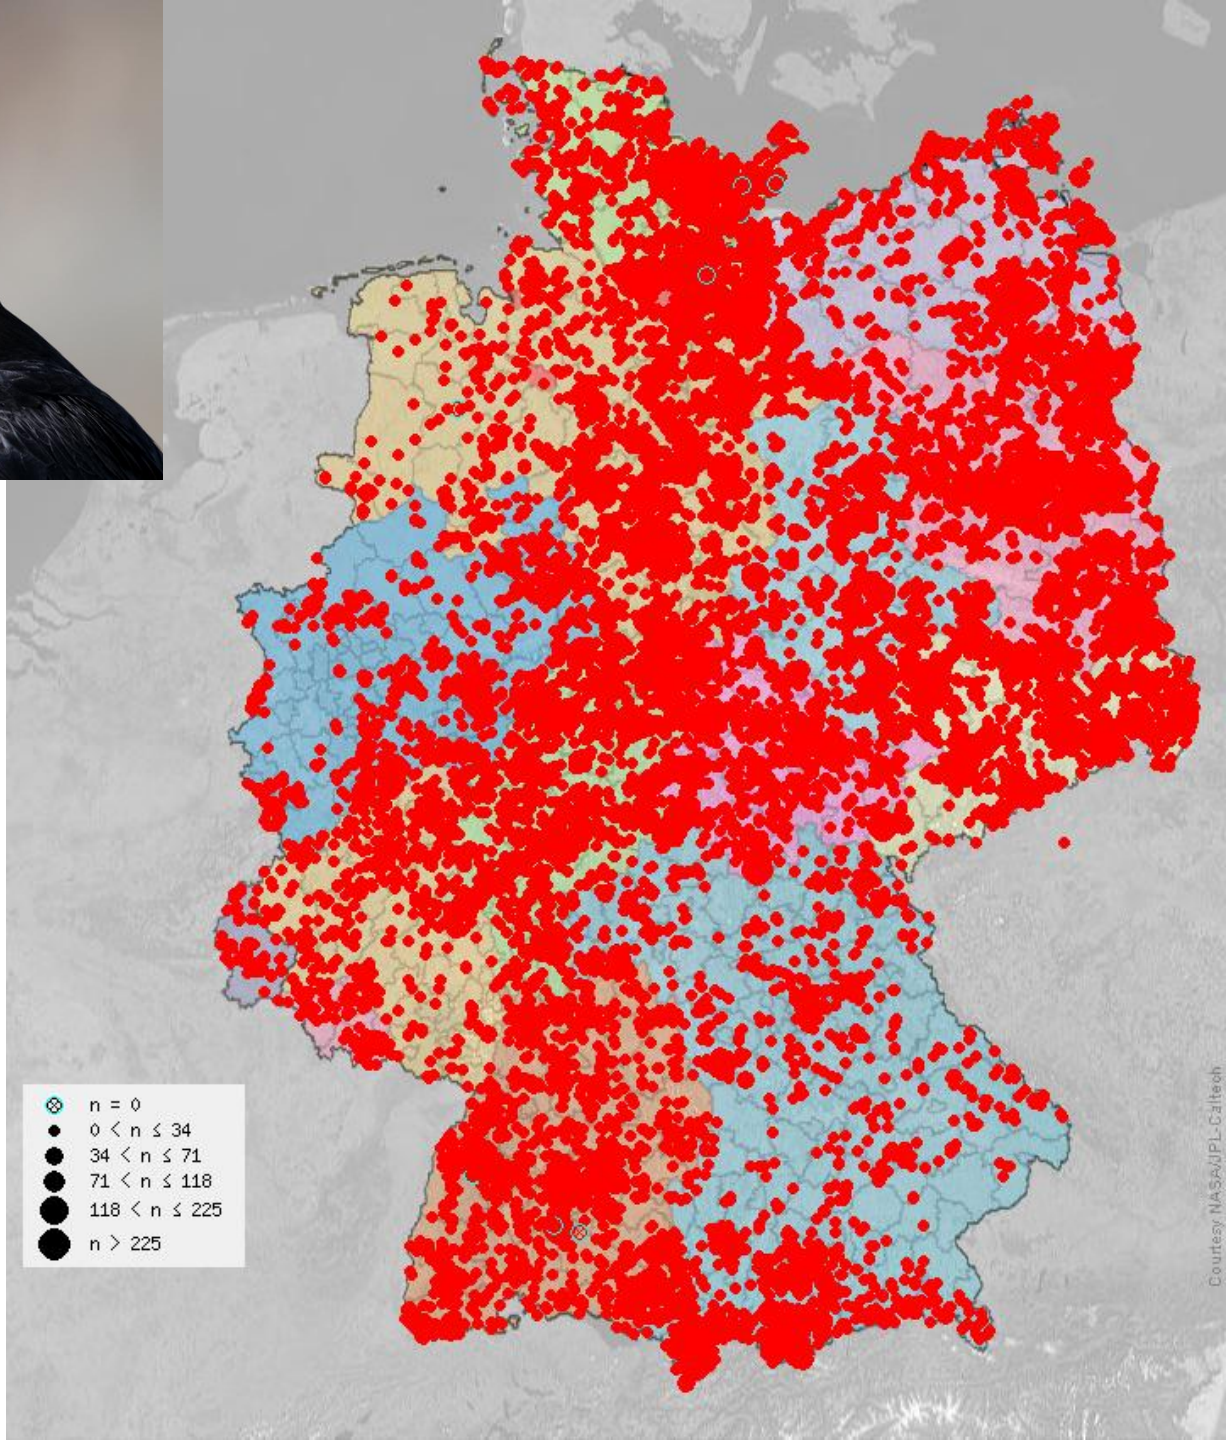 n = 0
0 < n ≤ 34
34 < n ≤ 71
71 < n ≤ 118
118 < n ≤ 225
n > 225
Courtesy NASA/JPL-Caltech